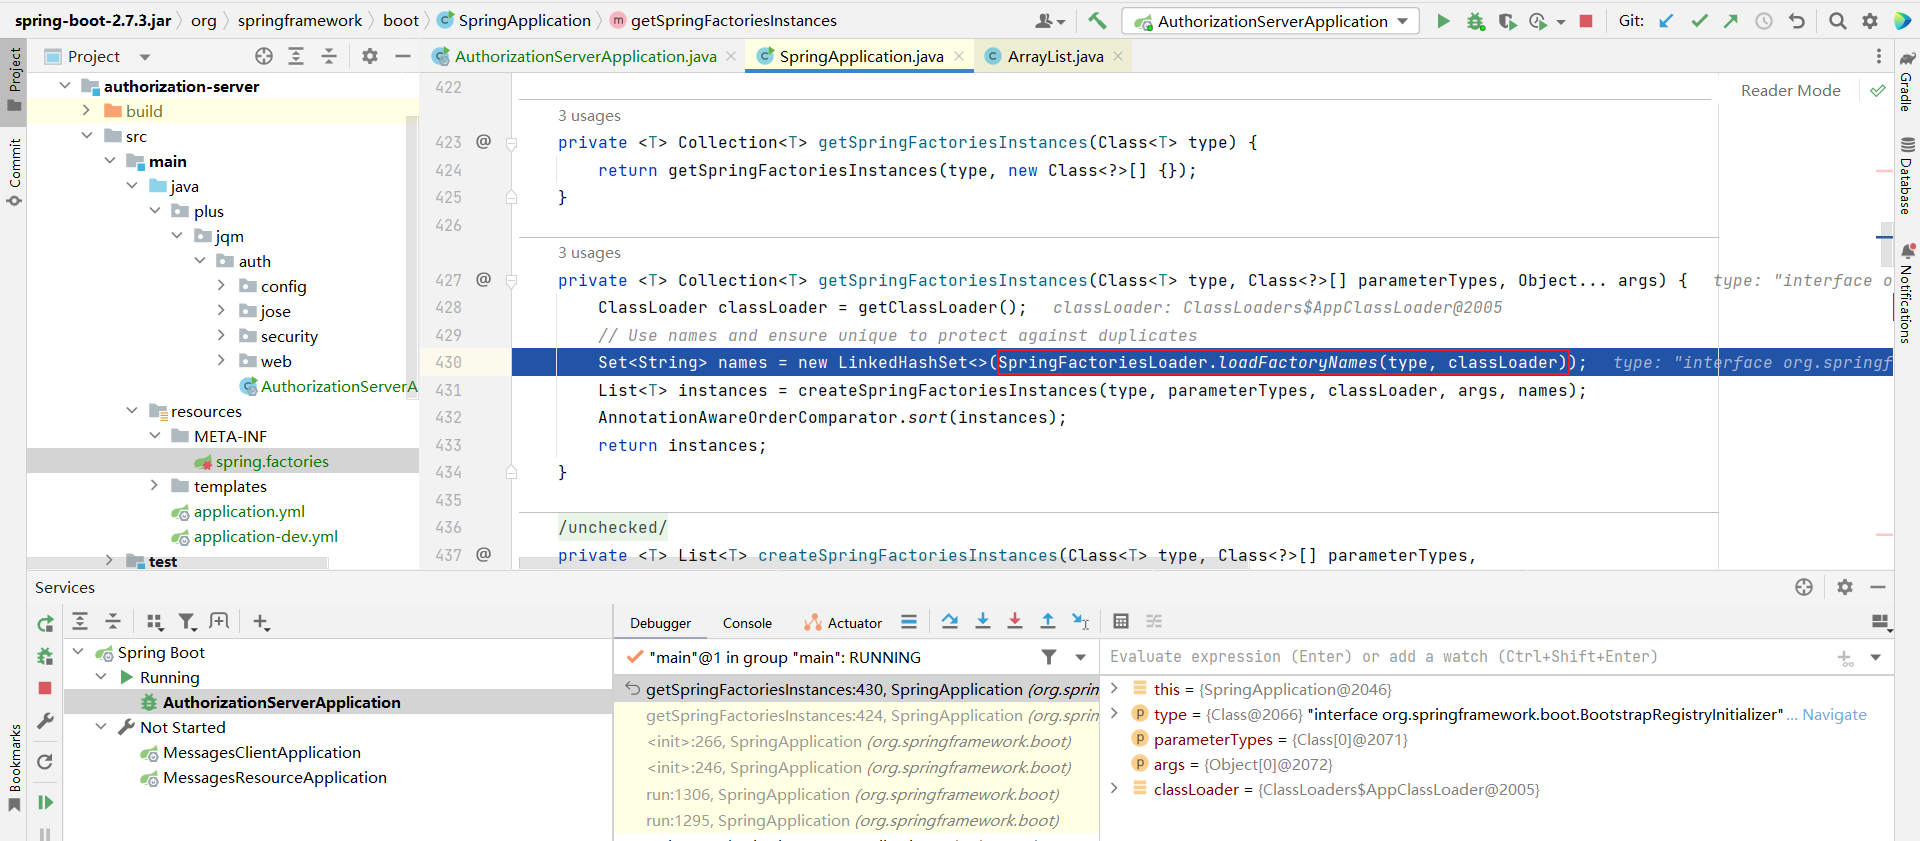 spring-boot-2.7.3.jar org springframework boot SpringApplication getSpringFactoriesInstances
AuthorizationServerApplication
Git:
Project
AuthorizationServerApplication.java
SpringApplication.java
ArrayList.java
Project
Commit
Bookmarks
authorization-server
build
src
main
java
plus
jqm
auth
config
jose
security
web
AuthorizationServerA
resources
META-INF
spring.factories
templates
application.yml
application-dev.yml
test
Reader Mode
422
3 usages
423 @ private <T> Collection<T> getSpringFactoriesInstances(Class<T> type) {
424 return getSpringFactoriesInstances(type, new Class<?>[] {});
425 }
426
3 usages
427 @ private <T> Collection<T> getSpringFactoriesInstances(Class<T> type, Class<?>[] parameterTypes, Object... args) { type: "interface o
428 ClassLoader classLoader = getClassLoader(); classLoader: ClassLoaders$AppClassLoader@2005
429 // Use names and ensure unique to protect against duplicates
430 Set<String> names = new LinkedHashSet<>(SpringFactoriesLoader.loadFactoryNames(type, classLoader)); type: "interface org.springf
431 List<T> instances = createSpringFactoriesInstances(type, parameterTypes, classLoader, args, names);
432 AnnotationAwareOrderComparator.sort(instances);
433 return instances;
434 }
435
436 /unchecked/
437 @ private <T> List<T> createSpringFactoriesInstances(Class<T> type, Class<?>[] parameterTypes,
Gradle
Database
Notifications
Services
Spring Boot
Running
AuthorizationServerApplication
Not Started
MessagesClientApplication
MessagesResourceApplication
Debugger
Console
Actuator
"main"@1 in group "main": RUNNING
getSpringFactoriesInstances:430, SpringApplication (org.sprin
getSpringFactoriesInstances:424, SpringApplication (org.sprin
<init>:266, SpringApplication (org.springframework.boot)
<init>:246, SpringApplication (org.springframework.boot)
run:1306, SpringApplication (org.springframework.boot)
run:1295, SpringApplication (org.springframework.boot)
Evaluate expression (Enter) or add a watch (Ctrl+Shift+Enter)
this = {SpringApplication@2046}
type = {Class@2066} "interface org.springframework.boot.BootstrapRegistryInitializer" ... Navigate
parameterTypes = {Class[0]@2071}
args = {Object[0]@2072}
classLoader = {ClassLoaders$AppClassLoader@2005}